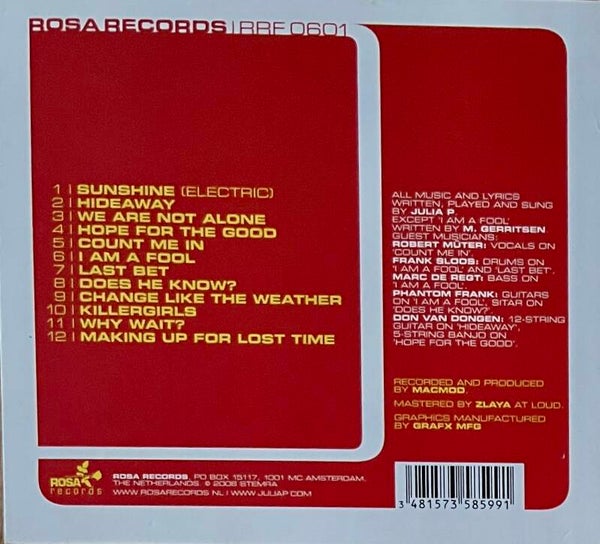 ROSA RECORDS | RRF 0601
1 | SUNSHINE (ELECTRIC)
2 | HIDEAWAY
3 | WE ARE NOT ALONE
4 | HOPE FOR THE GOOD
5 | COUNT ME IN
6 | I AM A FOOL
7 | LAST BET
8 | DOES HE KNOW?
9 | CHANGE LIKE THE WEATHER
10 | KILLERGIRLS
11 | WHY WAIT?
12 | MAKING UP FOR LOST TIME
ALL MUSIC AND LYRICS
WRITTEN, PLAYED AND SUNG
BY JULIA P.
EXCEPT 'I AM A FOOL'
WRITTEN BY M. GERRITSEN.
GUEST MUSICIANS:
ROBERT MÜTER: VOCALS ON
'COUNT ME IN'.
FRANK SLOOS: DRUMS ON
'I AM A FOOL' AND 'LAST BET'.
MARC DE REGT: BASS ON
'I AM A FOOL'.
PHANTOM FRANK: GUITARS
ON 'I AM A FOOL', SITAR ON
'DOES HE KNOW?'
DON VAN DONGEN: 12-STRING
GUITAR ON 'HIDEAWAY',
5-STRING BANJO ON
'HOPE FOR THE GOOD'.
RECORDED AND PRODUCED
BY MACMOD.
MASTERED BY ZLAYA AT LOUD.
GRAPHICS MANUFACTURED
BY GRAFX MFG
ROSA
records
ROSA RECORDS, PO BOX 15117, 1001 MC AMSTERDAM,
THE NETHERLANDS. © 2006 STEMRA
WWW.ROSARECORDS.NL | WWW.JULIAP.COM
3 481573 585991